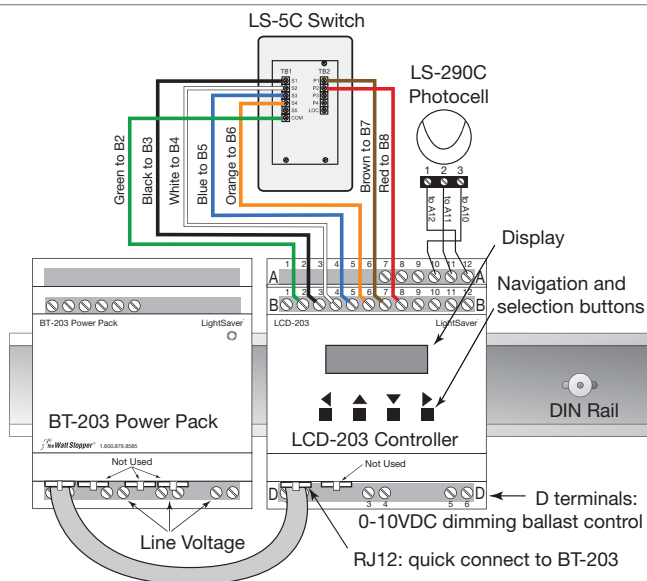 LS-5C Switch
TB1 TB2
S1 P1
S2 P2
S3 P3
S4 P4
S5 LOC
COM
LS-290C
Photocell
1 2 3
to A12
to A11
to A10
Green to B2
Black to B3
White to B4
Blue to B5
Orange to B6
Brown to B7
Red to B8
Display
Navigation and
selection buttons
1 2 3 4 5 6 7 8 9 10 11 12
A A
1 2 3 4 5 6 7 8 9 10 11 12
B B
BT-203 Power Pack LightSaver
LCD-203 LightSaver
DIN Rail
BT-203 Power Pack
the Watt Stopper® 1.800.879.8585
LCD-203 Controller
Not Used
Not Used
D D
3 4 5 6
Line Voltage
D terminals:
0-10VDC dimming ballast control
RJ12: quick connect to BT-203